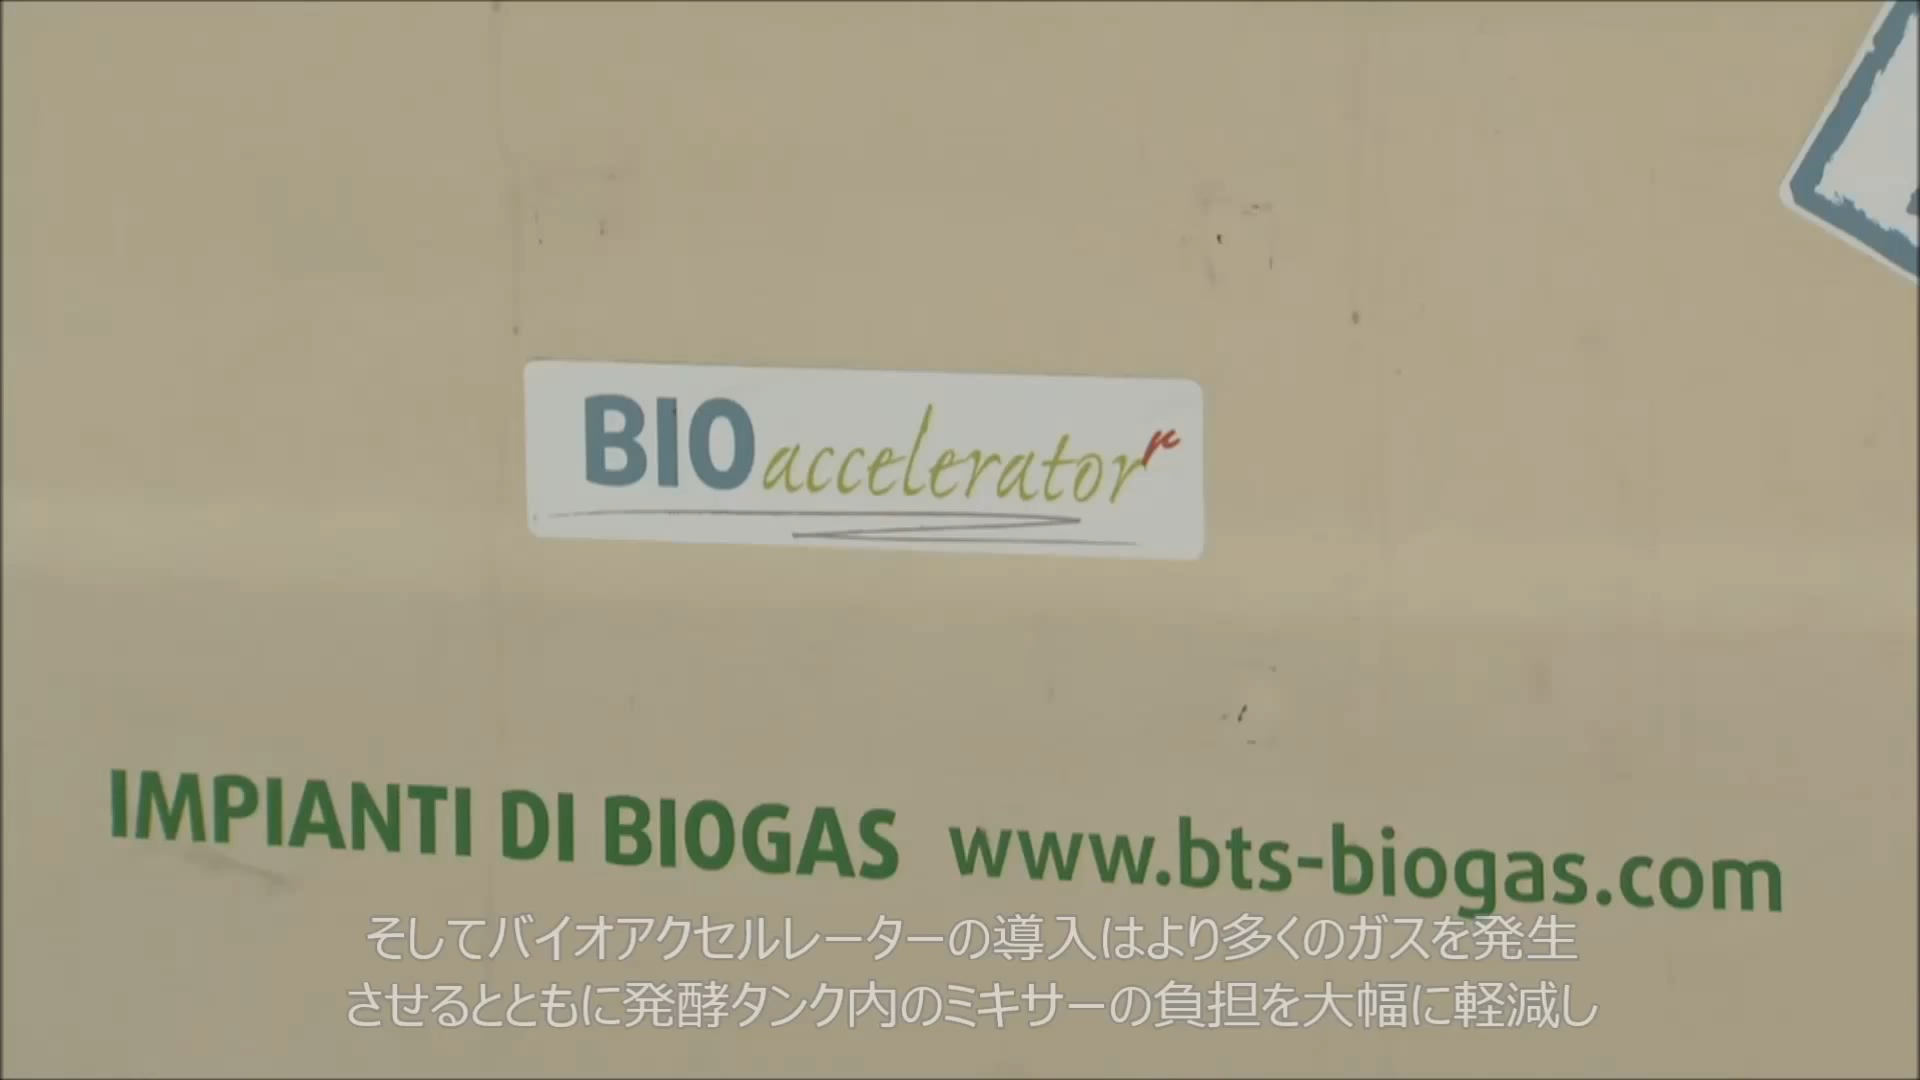 BIO accelerator r
IMPIANTI DI BIOGAS www.bts-biogas.com
そしてバイオアクセルレーターの導入はより多くのガスを発生
させるとともに発酵タンク内のミキサーの負担を大幅に軽減し